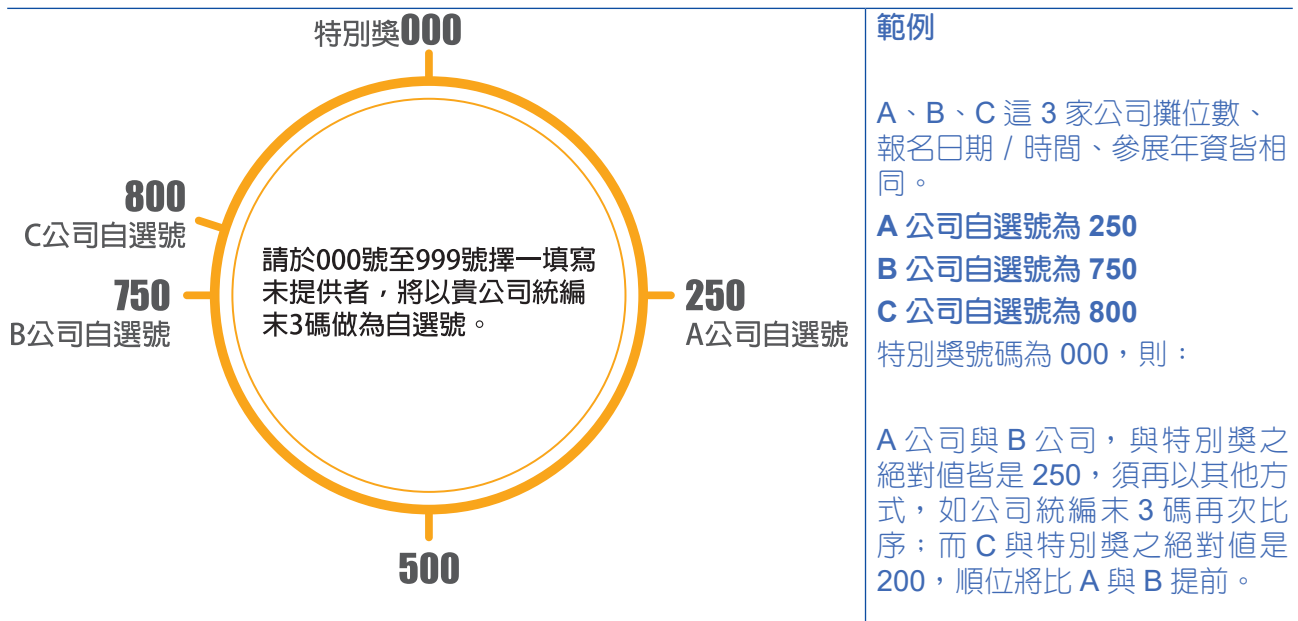 特別獎000
800
C公司自選號
750
B公司自選號
請於000號至999號擇一填寫
未提供者，將以貴公司統編
末3碼做為自選號。
250
A公司自選號
500
範例
A、B、C 這 3 家公司攤位數、
報名日期 / 時間、參展年資皆相
同。
A 公司自選號為 250
B 公司自選號為 750
C 公司自選號為 800
特別獎號碼為 000，則：
A 公司與 B 公司，與特別獎之
絕對值皆是 250，須再以其他方
式，如公司統編末 3 碼再次比
序；而 C 與特別獎之絕對值是
200，順位將比 A 與 B 提前。